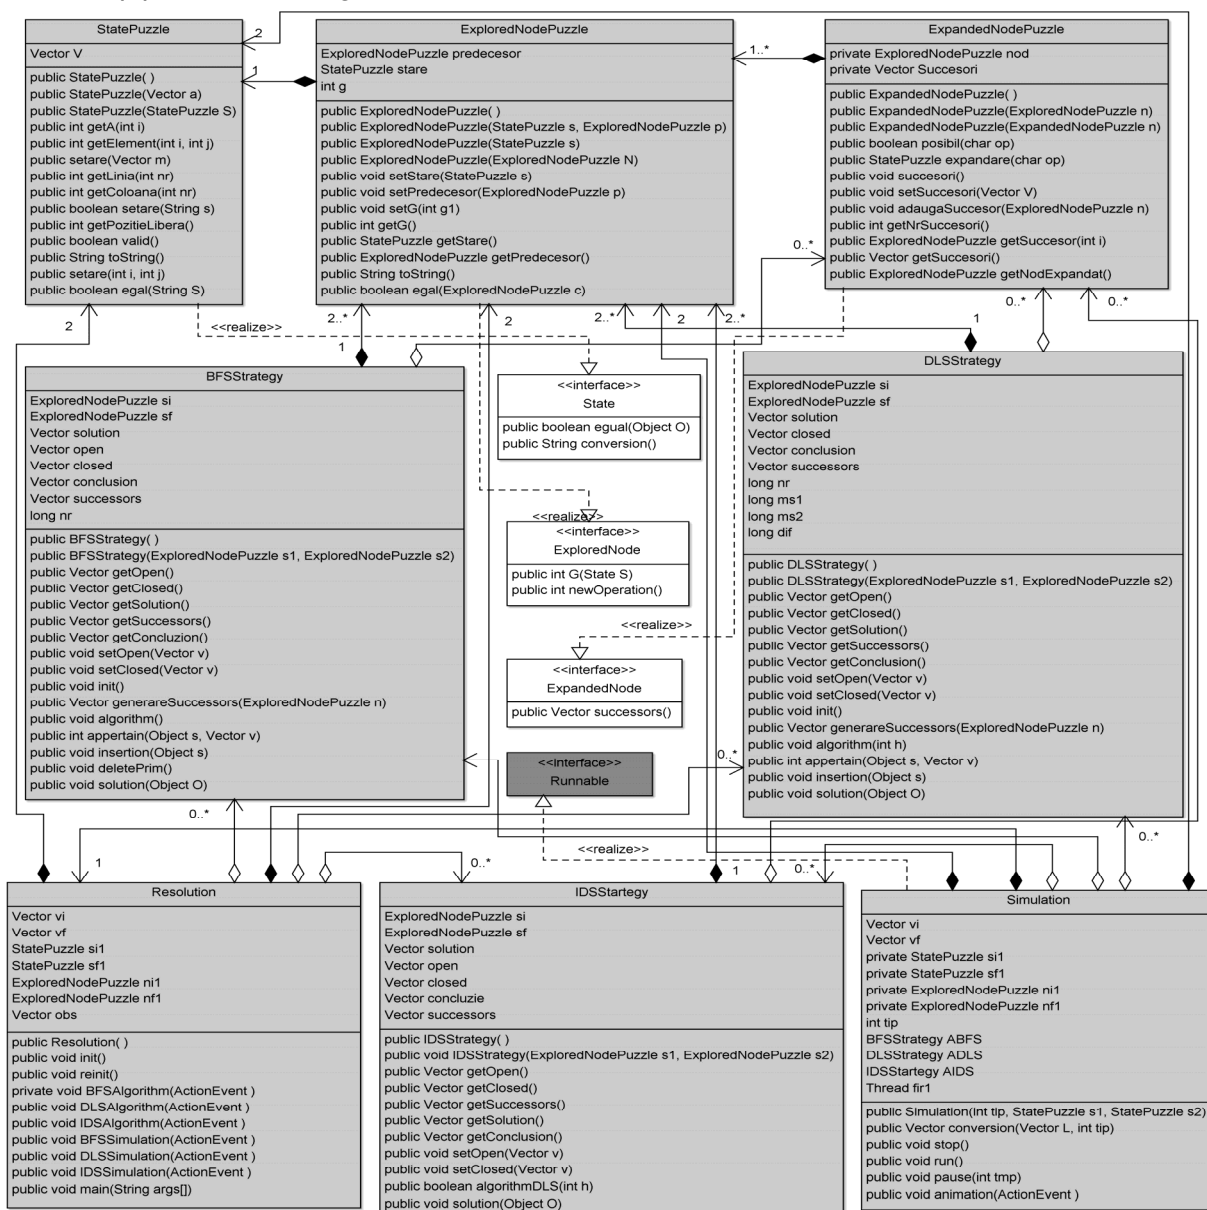 StatePuzzle
Vector V
public StatePuzzle( )
public StatePuzzle(Vector a)
public StatePuzzle(StatePuzzle S)
public int getA(int i)
public int getElement(int i, int j)
public setare(Vector m)
public int getLinia(int nr)
public int getColoana(int nr)
public boolean setare(String s)
public int getPozitieLibera()
public boolean valid()
public String toString()
public setare(int i, int j)
public boolean egal(String S)
2
1
ExploredNodePuzzle
ExploredNodePuzzle predecesor
StatePuzzle stare
int g
public ExploredNodePuzzle( )
public ExploredNodePuzzle(StatePuzzle s, ExploredNodePuzzle p)
public ExploredNodePuzzle(StatePuzzle s)
public ExploredNodePuzzle(ExploredNodePuzzle N)
public void setStare(StatePuzzle s)
public void setPredecesor(ExploredNodePuzzle p)
public void setG(int g1)
public int getG()
public StatePuzzle getStare()
public ExploredNodePuzzle getPredecesor()
public String toString()
public boolean egal(ExploredNodePuzzle c)
1..*
ExpandedNodePuzzle
private ExploredNodePuzzle nod
private Vector Succesori
public ExpandedNodePuzzle( )
public ExpandedNodePuzzle(ExploredNodePuzzle n)
public ExpandedNodePuzzle(ExpandedNodePuzzle n)
public boolean posibil(char op)
public StatePuzzle expandare(char op)
public void succesori()
public void setSuccesori(Vector V)
public void adaugaSuccesor(ExploredNodePuzzle n)
public int getNrSuccesori()
public ExploredNodePuzzle getSuccesor(int i)
public Vector getSuccesori()
public ExploredNodePuzzle getNodExpandat()
0..*
2
<<realize>>
2..*
1
2
2..*
2
2..*
1
0..*
0..*
BFSStrategy
ExploredNodePuzzle si
ExploredNodePuzzle sf
Vector solution
Vector open
Vector closed
Vector conclusion
Vector successors
long nr
public BFSStrategy( )
public BFSStrategy(ExploredNodePuzzle s1, ExploredNodePuzzle s2)
public Vector getOpen()
public Vector getClosed()
public Vector getSolution()
public Vector getSuccessors()
public Vector getConcluzion()
public void setOpen(Vector v)
public void setClosed(Vector v)
public void init()
public Vector generareSuccessors(ExploredNodePuzzle n)
public void algorithm()
public int appertain(Object s, Vector v)
public void insertion(Object s)
public void deletePrim()
public void solution(Object O)
<<interface>>
State
public boolean egual(Object O)
public String conversion()
<<realize>>
<<interface>>
ExploredNode
public int G(State S)
public int newOperation()
<<realize>>
<<interface>>
ExpandedNode
public Vector successors()
<<interface>>
Runnable
<<realize>>
DLSStrategy
ExploredNodePuzzle si
ExploredNodePuzzle sf
Vector solution
Vector closed
Vector conclusion
Vector successors
long nr
long ms1
long ms2
long dif
public DLSStrategy( )
public DLSStrategy(ExploredNodePuzzle s1, ExploredNodePuzzle s2)
public Vector getOpen()
public Vector getClosed()
public Vector getSolution()
public Vector getSuccessors()
public Vector getConclusion()
public void setOpen(Vector v)
public void setClosed(Vector v)
public void init()
public Vector generareSuccessors(ExploredNodePuzzle n)
public void algorithm(int h)
public int appertain(Object s, Vector v)
public void insertion(Object s)
public void solution(Object O)
0..*
0..*
1
0..*
1
0..*
0..*
Resolution
Vector vi
Vector vf
StatePuzzle si1
StatePuzzle sf1
ExploredNodePuzzle ni1
ExploredNodePuzzle nf1
Vector obs
public Resolution( )
public void init()
public void reinit()
private void BFSAlgorithm(ActionEvent )
public void DLSAlgorithm(ActionEvent )
public void IDSAlgorithm(ActionEvent )
public void BFSSimulation(ActionEvent )
public void DLSSimulation(ActionEvent )
public void IDSSimulation(ActionEvent )
public void main(String args[])
IDSStartegy
ExploredNodePuzzle si
ExploredNodePuzzle sf
Vector solution
Vector open
Vector closed
Vector concluzie
Vector successors
public IDSStrategy( )
public void IDSStrategy(ExploredNodePuzzle s1, ExploredNodePuzzle s2)
public Vector getOpen()
public Vector getClosed()
public Vector getSuccessors()
public Vector getSolution()
public Vector getConclusion()
public void setOpen(Vector v)
public void setClosed(Vector v)
public boolean algorithmDLS(int h)
public void solution(Object O)
Simulation
Vector vi
Vector vf
private StatePuzzle si1
private StatePuzzle sf1
private ExploredNodePuzzle ni1
private ExploredNodePuzzle nf1
int tip
BFSStrategy ABFS
DLSStrategy ADLS
IDSStartegy AIDS
Thread fir1
public Simulation(int tip, StatePuzzle s1, StatePuzzle s2)
public Vector conversion(Vector L, int tip)
public void stop()
public void run()
public void pause(int tmp)
public void animation(ActionEvent )